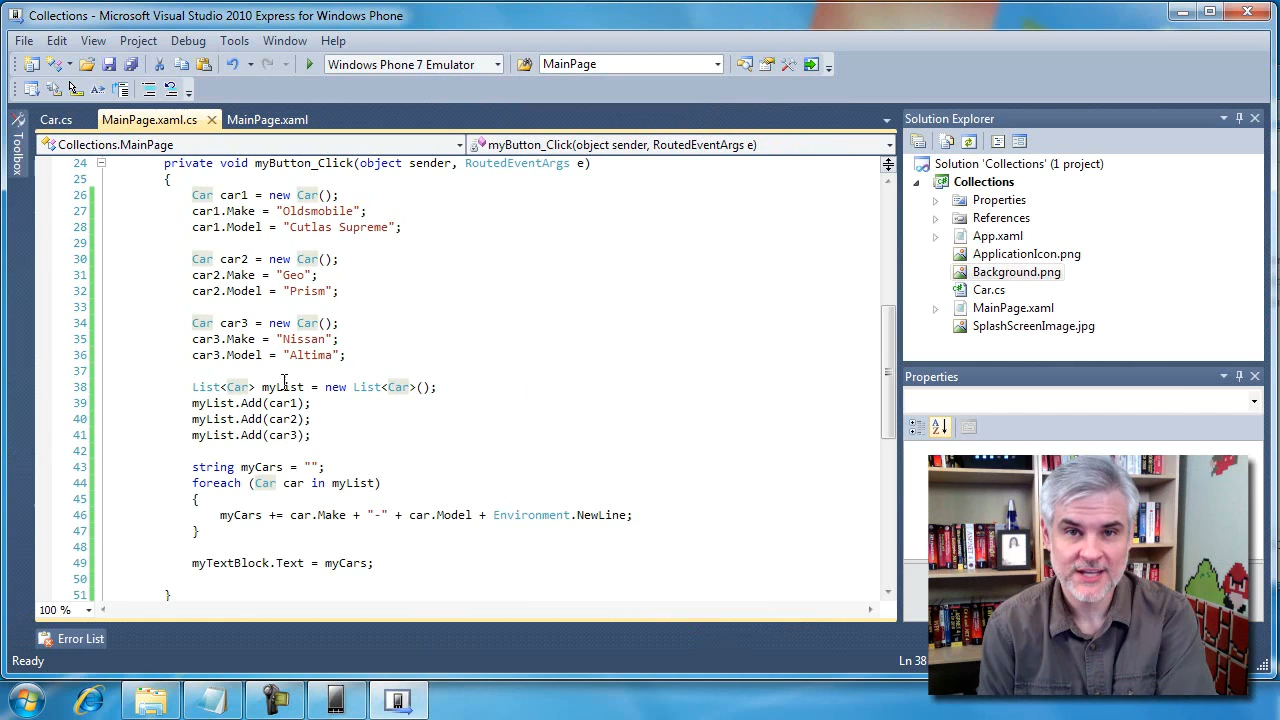 Collections - Microsoft Visual Studio 2010 Express for Windows Phone
File Edit View Project Debug Tools Window Help
Windows Phone 7 Emulator MainPage
Car.cs MainPage.xaml.cs MainPage.xaml
Toolbox
Collections.MainPage myButton_Click(object sender, RoutedEventArgs e)
24 private void myButton_Click(object sender, RoutedEventArgs e)
25 {
26 Car car1 = new Car();
27 car1.Make = "Oldsmobile";
28 car1.Model = "Cutlas Supreme";
29
30 Car car2 = new Car();
31 car2.Make = "Geo";
32 car2.Model = "Prism";
33
34 Car car3 = new Car();
35 car3.Make = "Nissan";
36 car3.Model = "Altima";
37
38 List<Car> myList = new List<Car>();
39 myList.Add(car1);
40 myList.Add(car2);
41 myList.Add(car3);
42
43 string myCars = "";
44 foreach (Car car in myList)
45 {
46 myCars += car.Make + "-" + car.Model + Environment.NewLine;
47 }
48
49 myTextBlock.Text = myCars;
50
51 }
100 %
Error List
Ready
Ln 38
Solution Explorer
Solution 'Collections' (1 project)
Collections
Properties
References
App.xaml
ApplicationIcon.png
Background.png
Car.cs
MainPage.xaml
SplashScreenImage.jpg
Properties